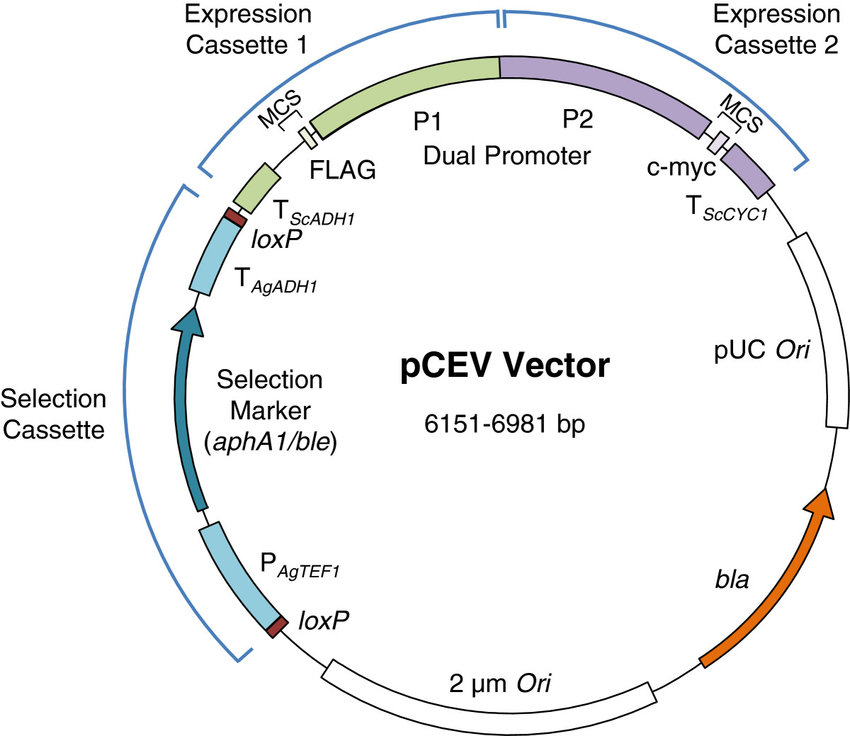 Expression
Cassette 1
Expression
Cassette 2
MCS
MCS
P1
P2
FLAG
Dual Promoter
c-myc
TScADH1
TScCYC1
loxP
TAgADH1
pUC Ori
pCEV Vector
6151-6981 bp
Selection
Cassette
Selection
Marker
(aphA1/ble)
PAgTEF1
bla
loxP
2 µm Ori